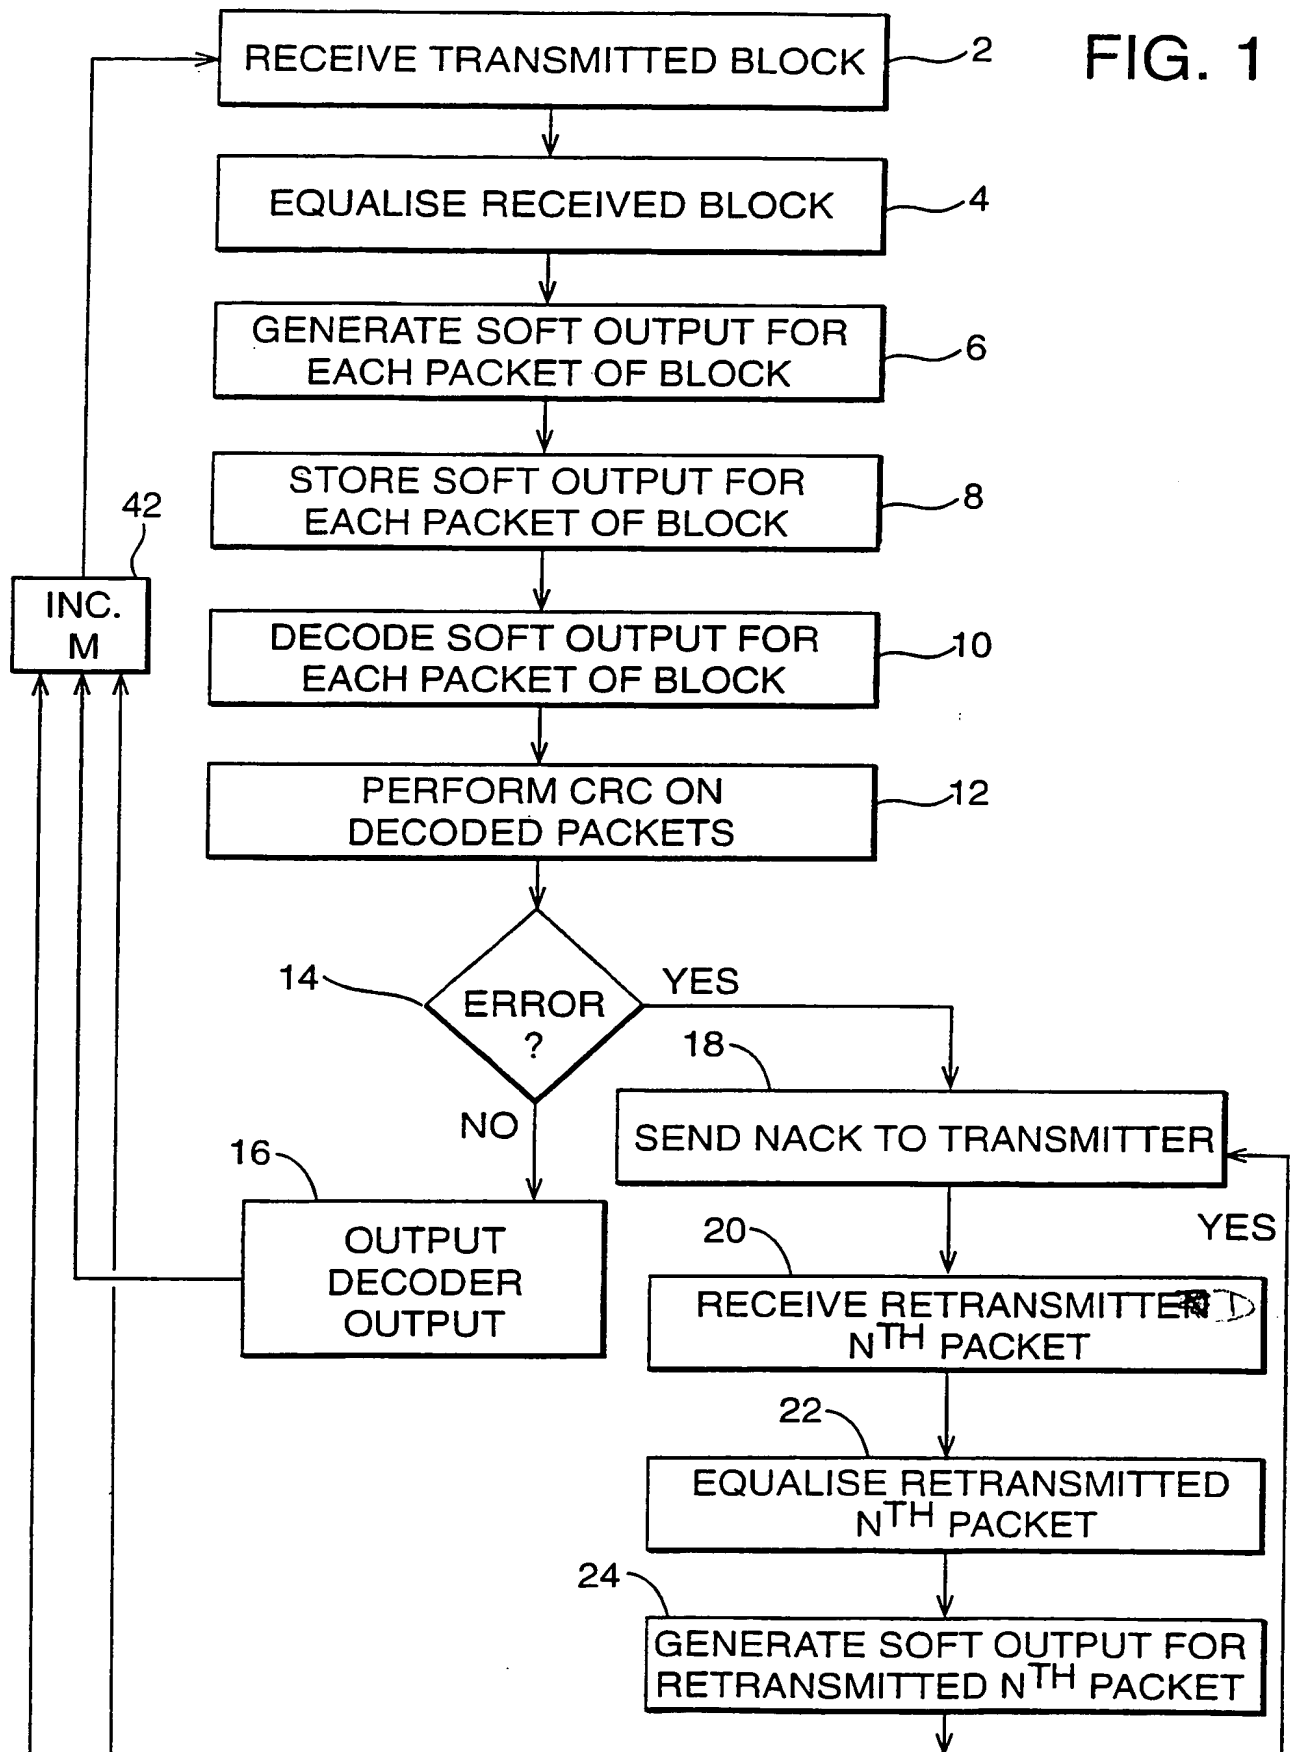 FIG. 1
RECEIVE TRANSMITTED BLOCK
2
EQUALISE RECEIVED BLOCK
4
GENERATE SOFT OUTPUT FOR
EACH PACKET OF BLOCK
6
STORE SOFT OUTPUT FOR
EACH PACKET OF BLOCK
8
42
INC.
M
DECODE SOFT OUTPUT FOR
EACH PACKET OF BLOCK
10
PERFORM CRC ON
DECODED PACKETS
12
14
ERROR
?
YES
NO
18
SEND NACK TO TRANSMITTER
16
OUTPUT
DECODER
OUTPUT
YES
20
RECEIVE RETRANSMITTED
NTH PACKET
22
EQUALISE RETRANSMITTED
NTH PACKET
24
GENERATE SOFT OUTPUT FOR
RETRANSMITTED NTH PACKET